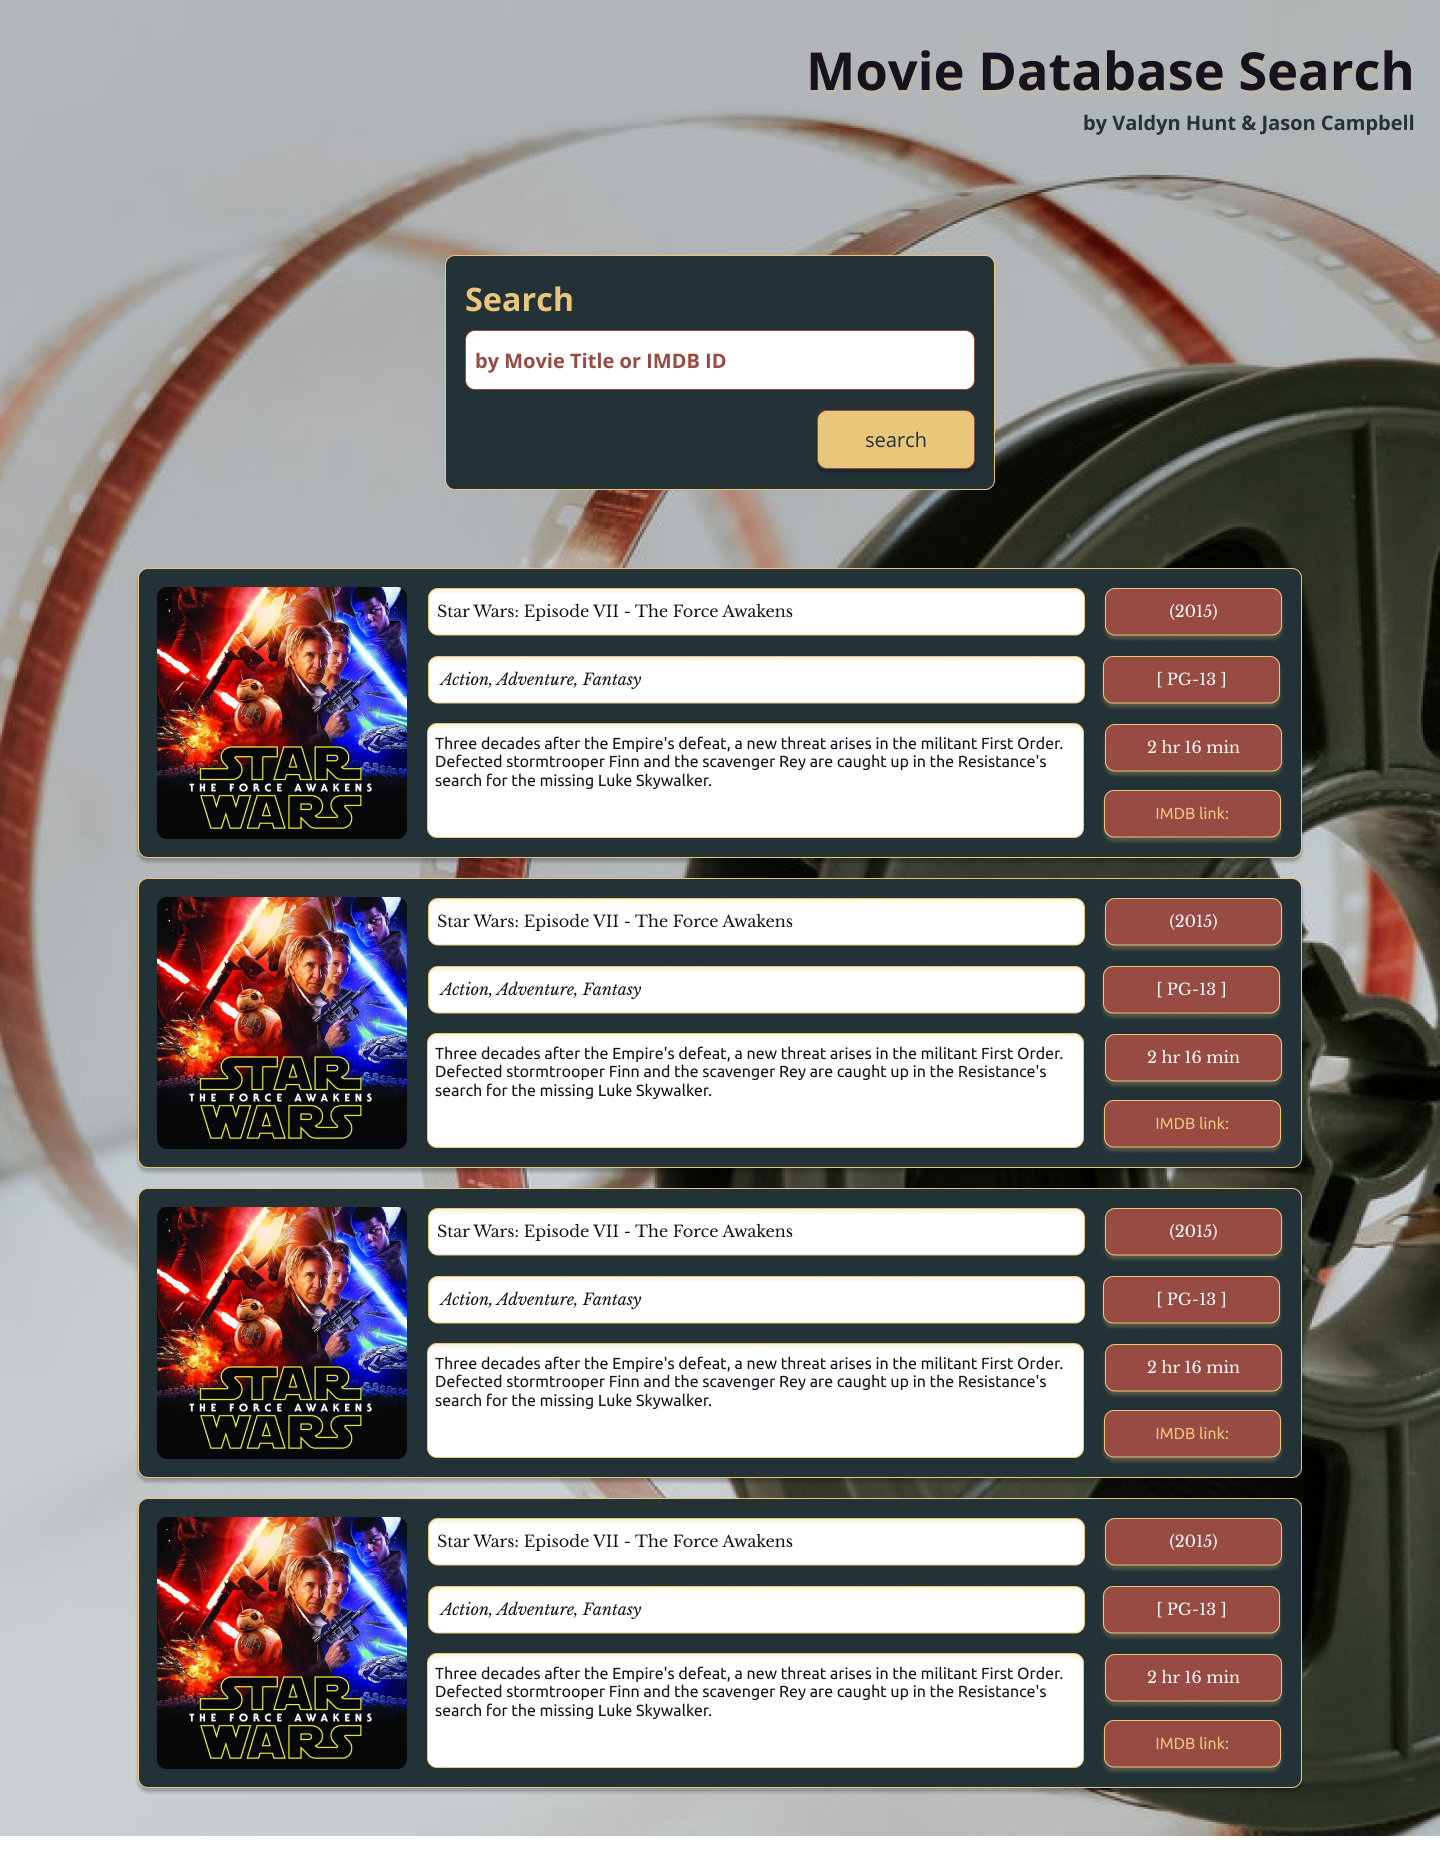 Movie Database Search
by Valdyn Hunt & Jason Campbell
Search
by Movie Title or IMDB ID
search
Star Wars: Episode VII - The Force Awakens
(2015)
Action, Adventure, Fantasy
[ PG-13 ]
Three decades after the Empire's defeat, a new threat arises in the militant First Order.
Defected stormtrooper Finn and the scavenger Rey are caught up in the Resistance's
search for the missing Luke Skywalker.
2 hr 16 min
IMDB link:
STAR
THE FORCE AWAKENS
WARS
Star Wars: Episode VII - The Force Awakens
(2015)
Action, Adventure, Fantasy
[ PG-13 ]
Three decades after the Empire's defeat, a new threat arises in the militant First Order.
Defected stormtrooper Finn and the scavenger Rey are caught up in the Resistance's
search for the missing Luke Skywalker.
2 hr 16 min
IMDB link:
STAR
THE FORCE AWAKENS
WARS
Star Wars: Episode VII - The Force Awakens
(2015)
Action, Adventure, Fantasy
[ PG-13 ]
Three decades after the Empire's defeat, a new threat arises in the militant First Order.
Defected stormtrooper Finn and the scavenger Rey are caught up in the Resistance's
search for the missing Luke Skywalker.
2 hr 16 min
IMDB link:
STAR
THE FORCE AWAKENS
WARS
Star Wars: Episode VII - The Force Awakens
(2015)
Action, Adventure, Fantasy
[ PG-13 ]
Three decades after the Empire's defeat, a new threat arises in the militant First Order.
Defected stormtrooper Finn and the scavenger Rey are caught up in the Resistance's
search for the missing Luke Skywalker.
2 hr 16 min
IMDB link:
STAR
THE FORCE AWAKENS
WARS